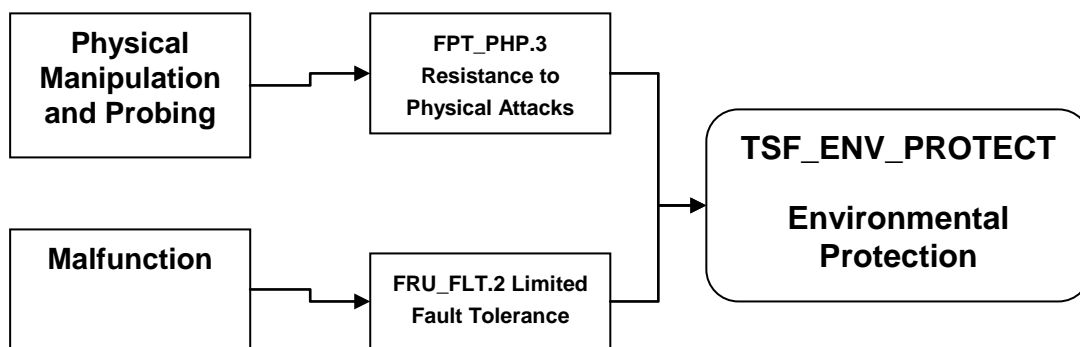 Physical
Manipulation
and Probing
FPT_PHP.3
Resistance to
Physical Attacks
TSF_ENV_PROTECT
Environmental
Protection
Malfunction
FRU_FLT.2 Limited
Fault Tolerance